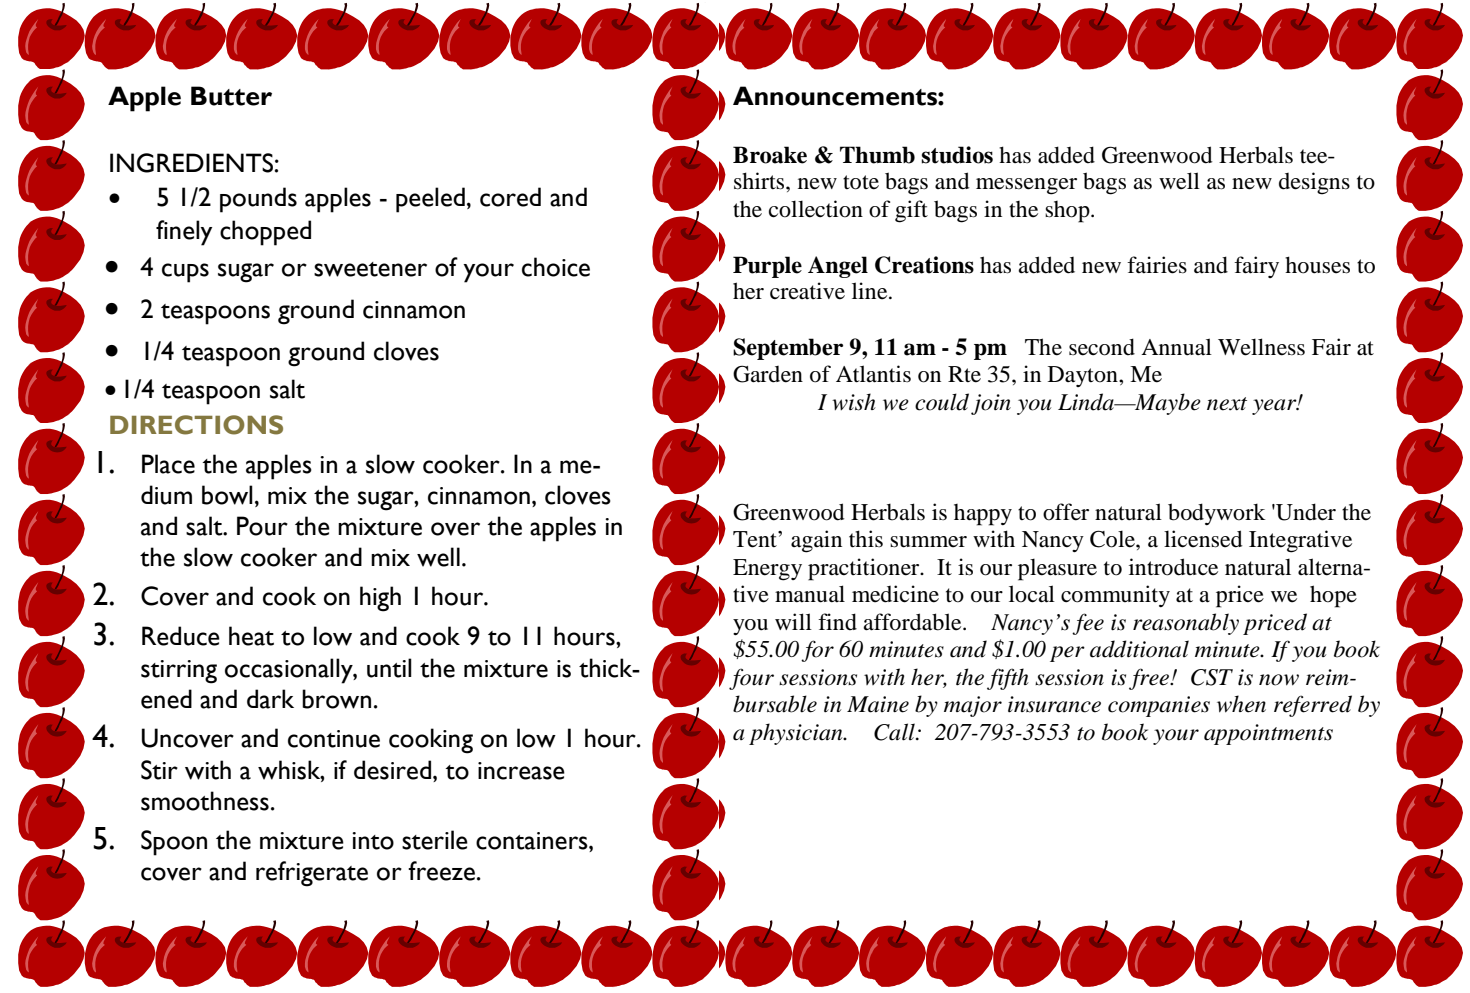 Apple Butter
INGREDIENTS:
• 5 1/2 pounds apples - peeled, cored and
finely chopped
• 4 cups sugar or sweetener of your choice
• 2 teaspoons ground cinnamon
• 1/4 teaspoon ground cloves
• 1/4 teaspoon salt
DIRECTIONS
1. Place the apples in a slow cooker. In a me-
dium bowl, mix the sugar, cinnamon, cloves
and salt. Pour the mixture over the apples in
the slow cooker and mix well.
2. Cover and cook on high 1 hour.
3. Reduce heat to low and cook 9 to 11 hours,
stirring occasionally, until the mixture is thick-
ened and dark brown.
4. Uncover and continue cooking on low 1 hour.
Stir with a whisk, if desired, to increase
smoothness.
5. Spoon the mixture into sterile containers,
cover and refrigerate or freeze.
Announcements:
Broake & Thumb studios has added Greenwood Herbals tee-
shirts, new tote bags and messenger bags as well as new designs to
the collection of gift bags in the shop.
Purple Angel Creations has added new fairies and fairy houses to
her creative line.
September 9, 11 am - 5 pm The second Annual Wellness Fair at
Garden of Atlantis on Rte 35, in Dayton, Me
I wish we could join you Linda—Maybe next year!
Greenwood Herbals is happy to offer natural bodywork 'Under the
Tent’ again this summer with Nancy Cole, a licensed Integrative
Energy practitioner. It is our pleasure to introduce natural alterna-
tive manual medicine to our local community at a price we hope
you will find affordable. Nancy’s fee is reasonably priced at
$55.00 for 60 minutes and $1.00 per additional minute. If you book
four sessions with her, the fifth session is free! CST is now reim-
bursable in Maine by major insurance companies when referred by
a physician. Call: 207-793-3553 to book your appointments